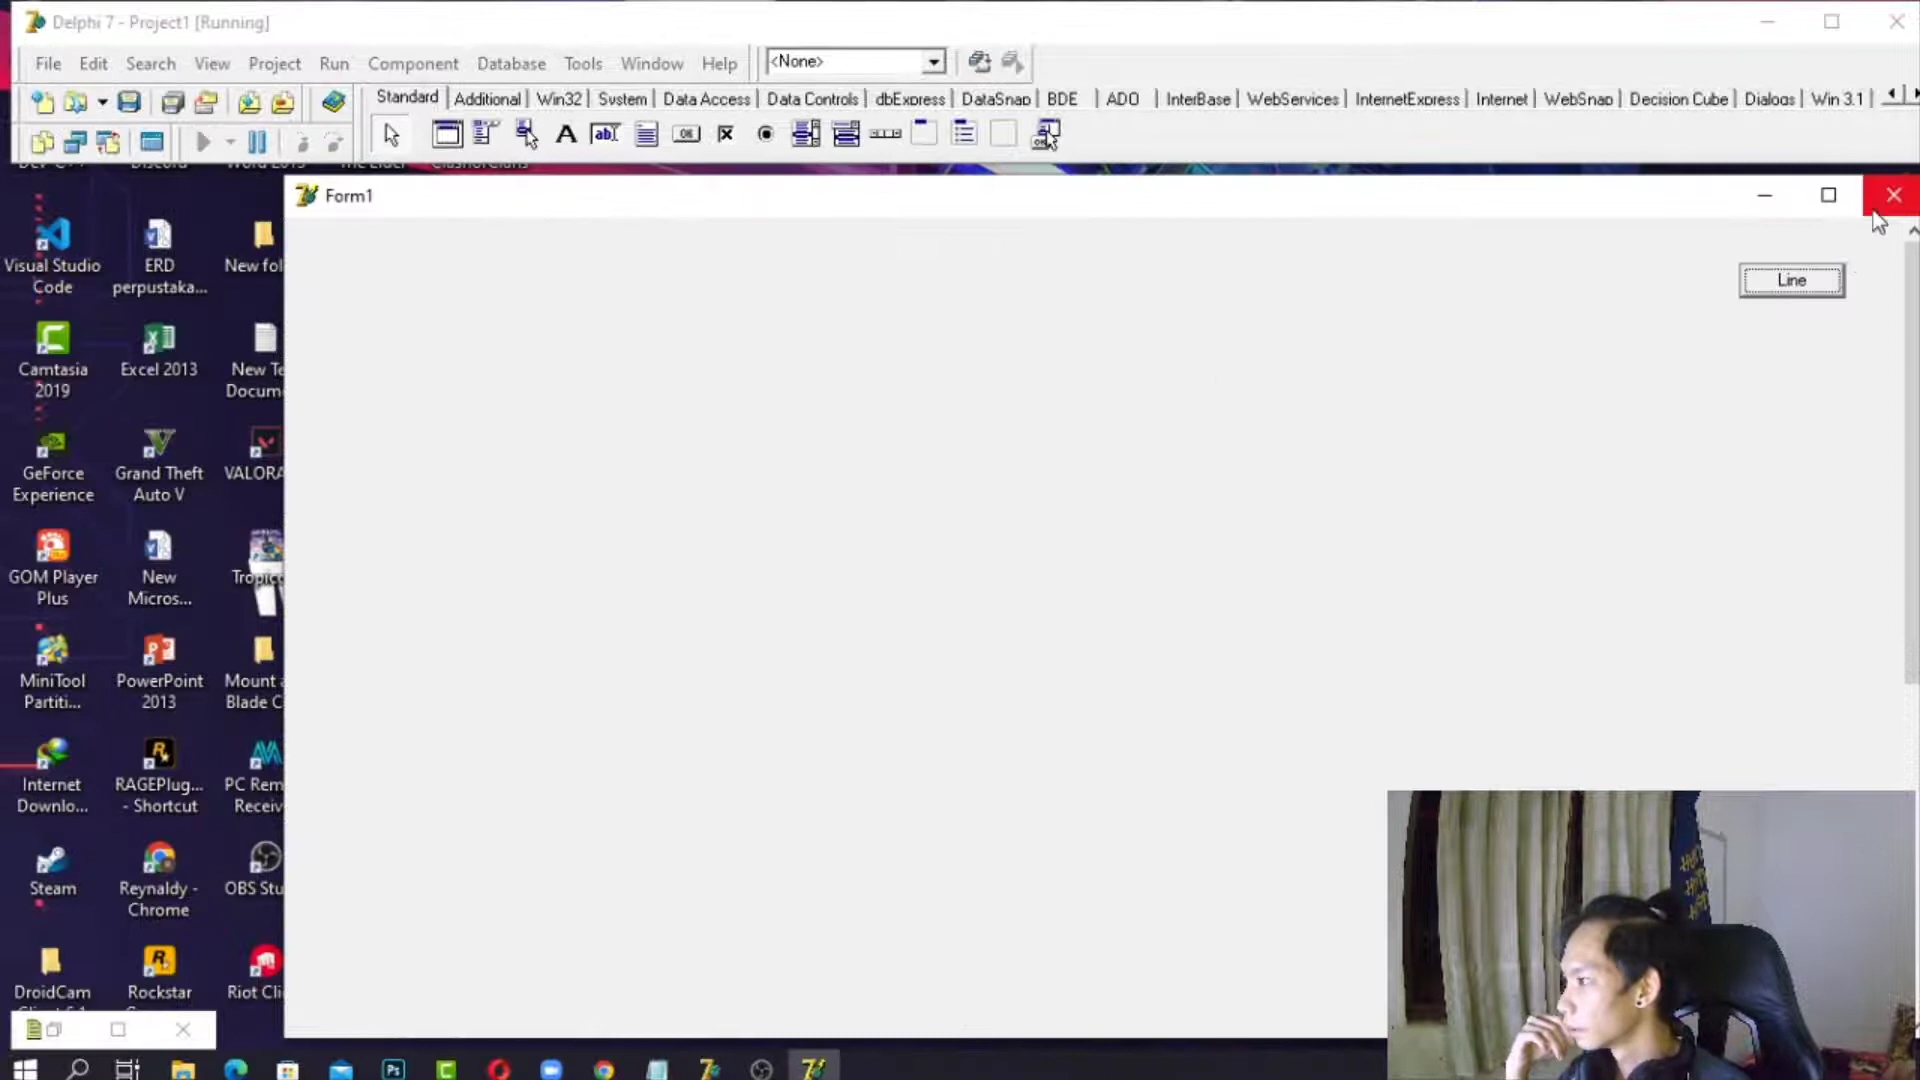 Delphi 7 - Project1 [Running]
File Edit Search View Project Run Component Database Tools Window Help <None>
Standard Additional Win32 System Data Access Data Controls dbExpress DataSnap BDE ADO InterBase WebServices InternetExpress Internet WebSnap Decision Cube Dialogs Win 3.1
Form1
Line
Visual Studio
Code
ERD
perpustaka...
New fol
Camtasia
2019
Excel 2013
New Te
Docum
GeForce
Experience
Grand Theft
Auto V
VALORA
GOM Player
Plus
New
Micros...
Tropic
MiniTool
Partiti...
PowerPoint
2013
Mount
Blade C
Internet
Downlo...
RAGEPlug...
- Shortcut
PC Rem
Receiv
Steam
Reynaldy -
Chrome
OBS Stu
DroidCam
Rockstar
Riot Cli